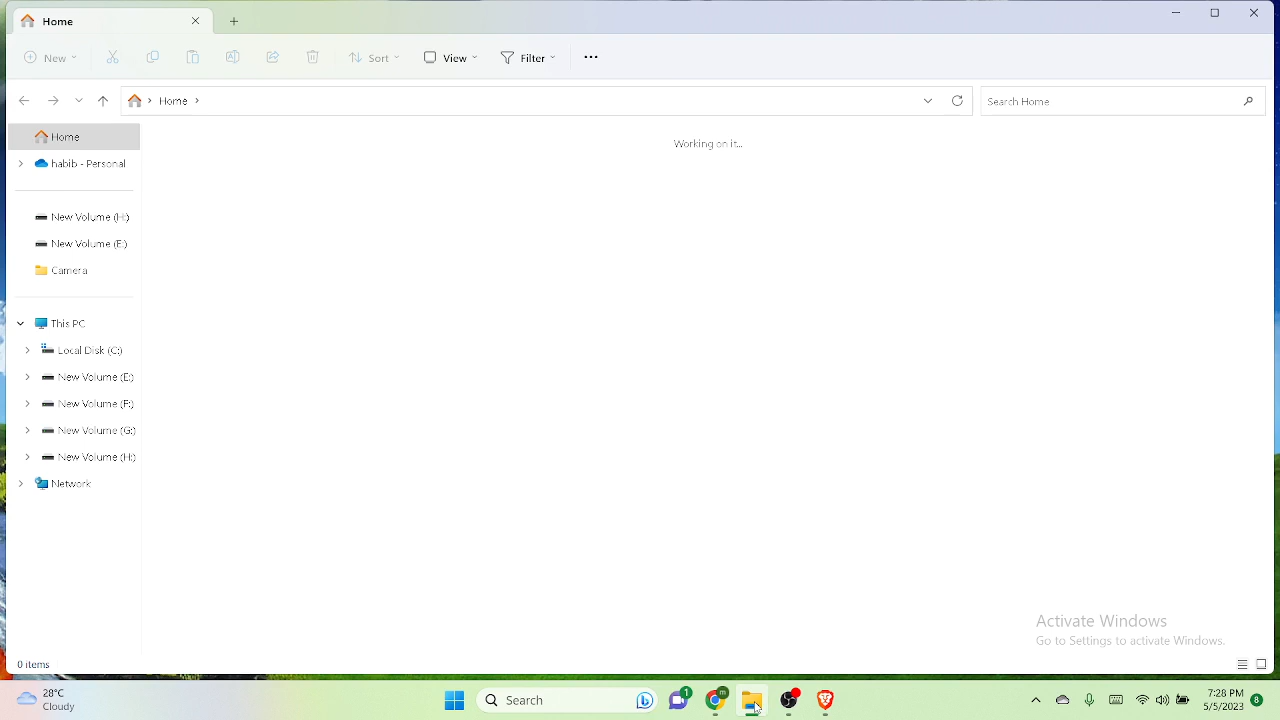 Home
New
Sort
View
Filter
Home
Search Home
Home
Working on it...
habib - Personal
New Volume (H:)
New Volume (E:)
Camera
This PC
Local Disk (C:)
New Volume (E:)
New Volume (F:)
New Volume (G:)
New Volume (H:)
Network
Activate Windows
Go to Settings to activate Windows.
0 items
28°C
Cloudy
Search
1
m
7:28 PM
5/5/2023
8